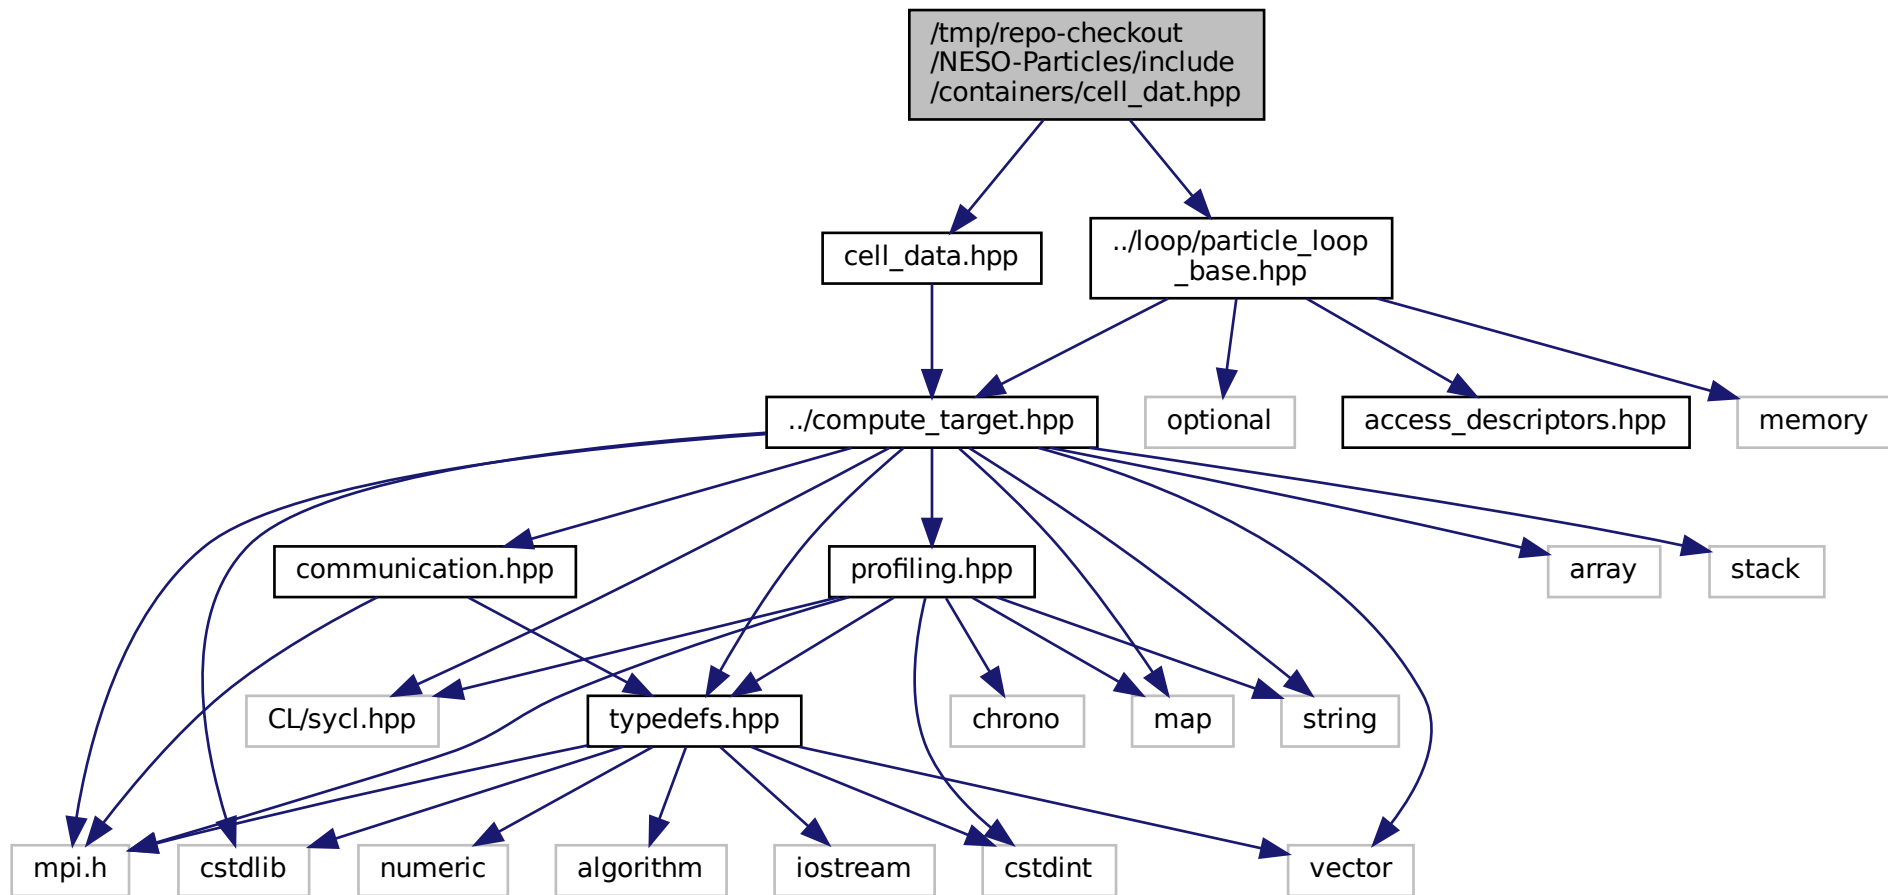 /tmp/repo-checkout
/NESO-Particles/include
/containers/cell_dat.hpp
cell_data.hpp
../loop/particle_loop
_base.hpp
../compute_target.hpp
optional
access_descriptors.hpp
memory
communication.hpp
profiling.hpp
array
stack
CL/sycl.hpp
typedefs.hpp
chrono
map
string
mpi.h
cstdlib
numeric
algorithm
iostream
cstdint
vector